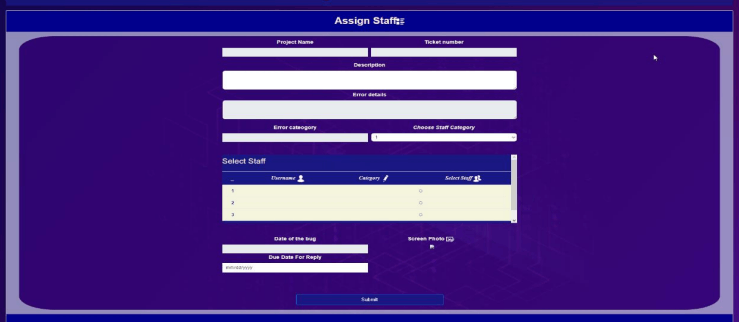 Assign Staff
Project Name Ticket number
Description
Error details
Error cateogory Choose Staff Category
1
Select Staff
_ Username Category Select Staff
1
2
3
Date of the bug Screen Photo
Due Date For Reply
mm/dd/yyyy
Submit